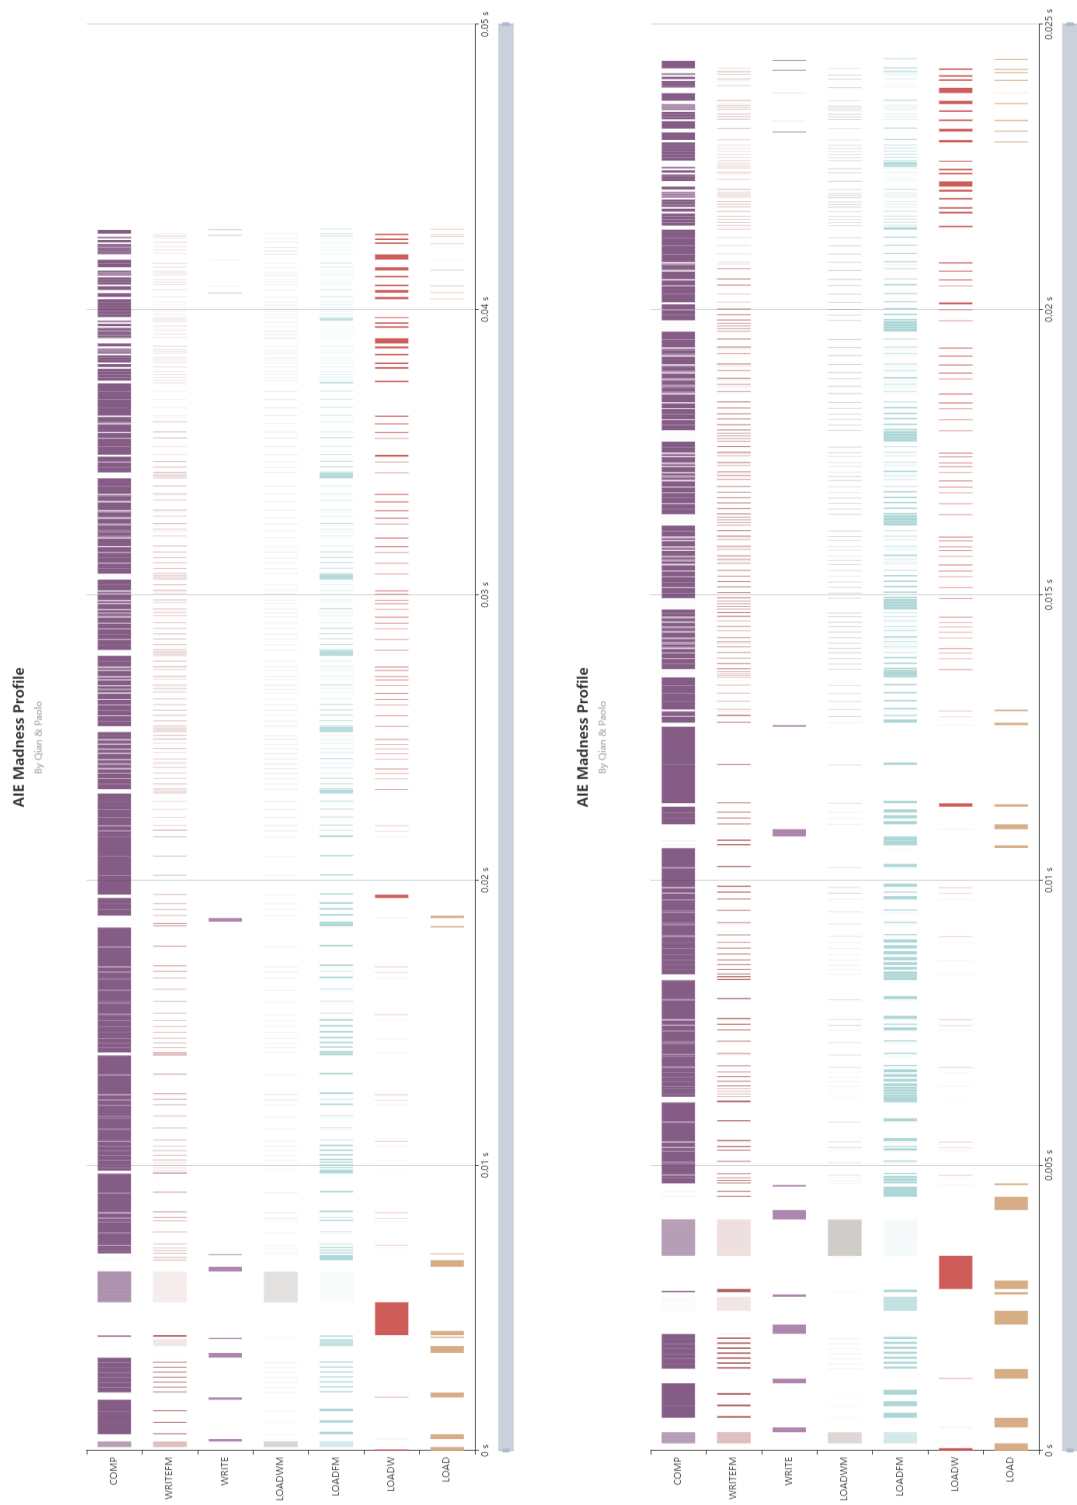 AIE Madness Profile
By Qian & Paolo
COMP
WRITEFM
WRITE
LOADWM
LOADFM
LOADW
LOAD
0 s
0.01 s
0.02 s
0.03 s
0.04 s
0.05 s
AIE Madness Profile
By Qian & Paolo
COMP
WRITEFM
WRITE
LOADWM
LOADFM
LOADW
LOAD
0 s
0.005 s
0.01 s
0.015 s
0.02 s
0.025 s